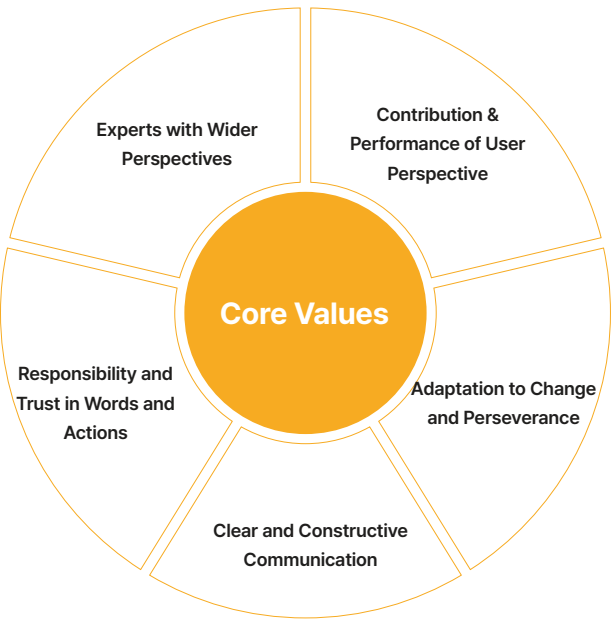 Experts with Wider
Perspectives
Contribution &
Performance of User
Perspective
Core Values
Responsibility and
Trust in Words and
Actions
Adaptation to Change
and Perseverance
Clear and Constructive
Communication